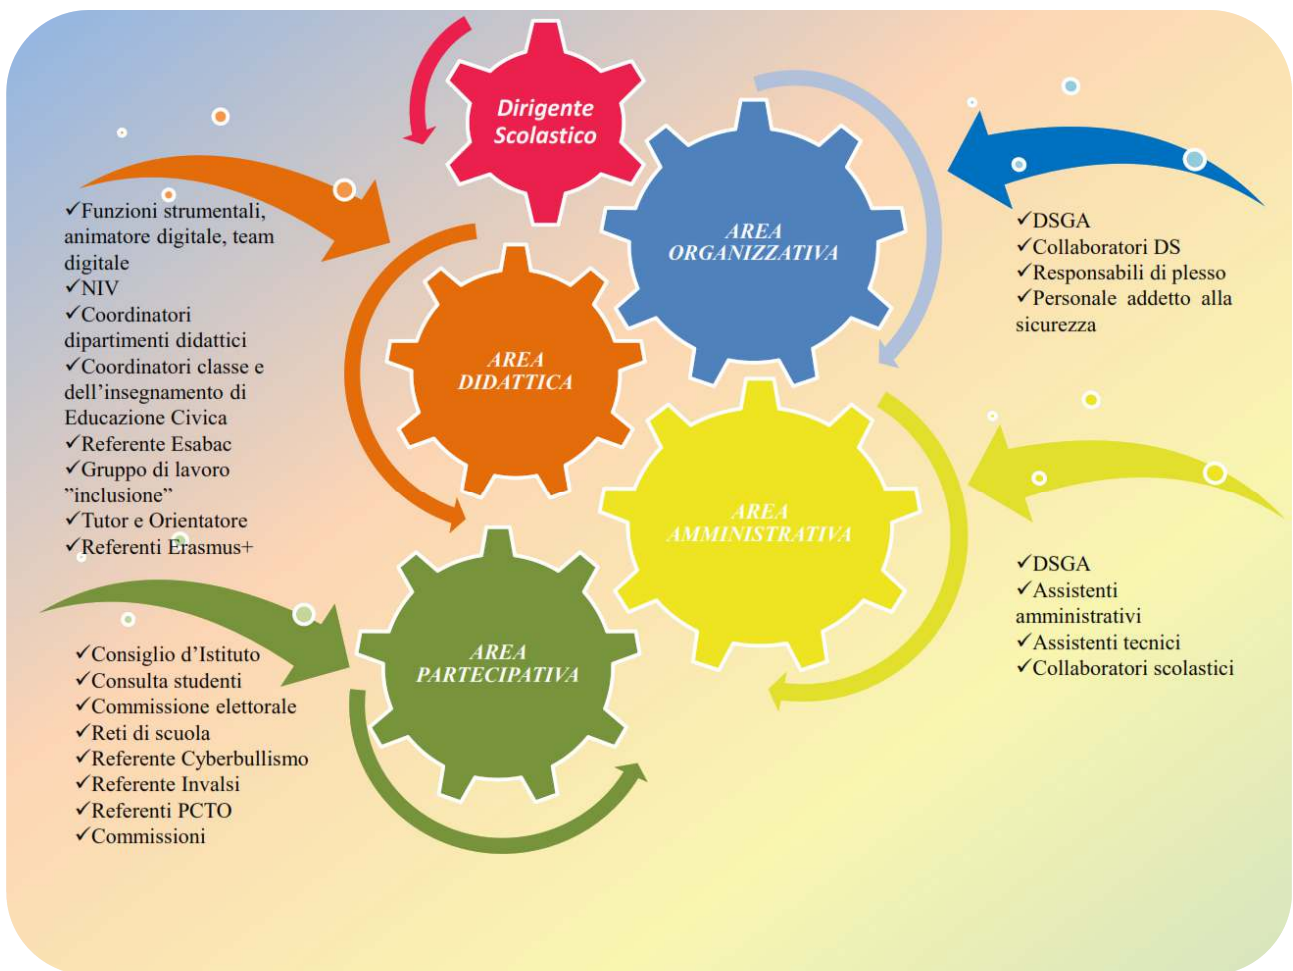 Dirigente
Scolastico
AREA
ORGANIZZATIVA
✓DSGA
✓Collaboratori DS
✓Responsabili di plesso
✓Personale addetto alla
sicurezza
AREA
DIDATTICA
✓Funzioni strumentali,
animatore digitale, team
digitale
✓NIV
✓Coordinatori
dipartimenti didattici
✓Coordinatori classe e
dell’insegnamento di
Educazione Civica
✓Referente Esabac
✓Gruppo di lavoro
”inclusione”
✓Tutor e Orientatore
✓Referenti Erasmus+
AREA
AMMINISTRATIVA
✓DSGA
✓Assistenti
amministrativi
✓Assistenti tecnici
✓Collaboratori scolastici
AREA
PARTECIPATIVA
✓Consiglio d’Istituto
✓Consulta studenti
✓Commissione elettorale
✓Reti di scuola
✓Referente Cyberbullismo
✓Referente Invalsi
✓Referenti PCTO
✓Commissioni